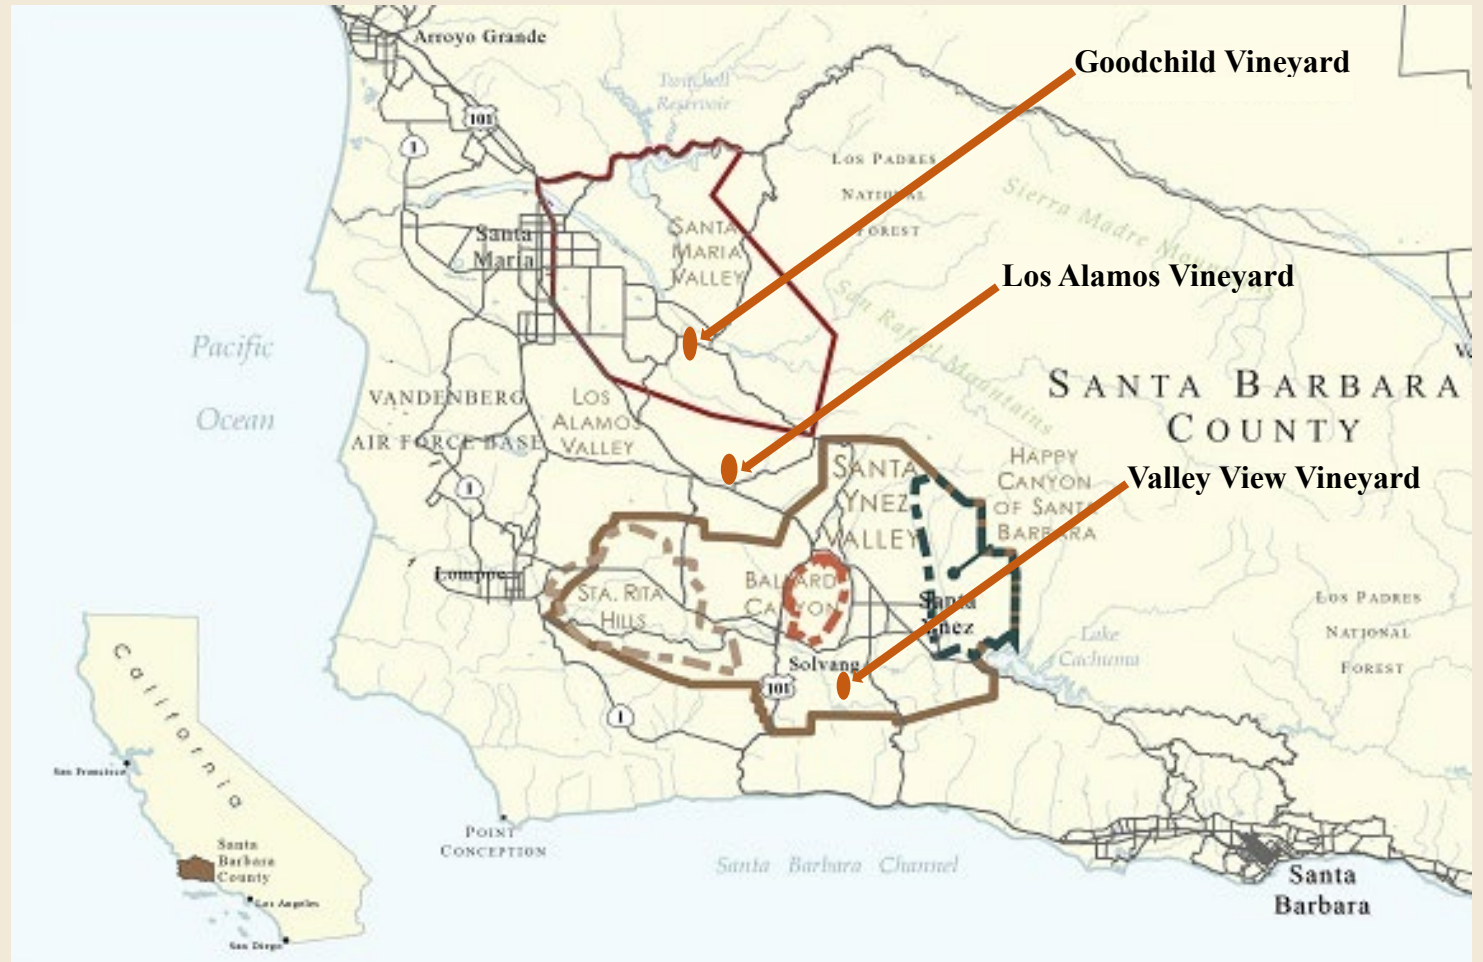 Arroyo Grande
Goodchild Vineyard
Twitchell
Reservoir
101
1
LOS PADRES
NATIONAL
FOREST
Sierra Madre Mountains
SANTA
MARIA
VALLEY
Santa
Maria
Los Alamos Vineyard
San Rafael Mountains
Pacific
Ocean
SANTA BARBARA
COUNTY
VANDENBERG
AIR FORCE BASE
LOS
ALAMOS
VALLEY
SANTA
YNEZ
VALLEY
HAPPY
CANYON
OF SANTA
BARBARA
Valley View Vineyard
1
Lompoc
STA. RITA
HILLS
BALLARD
CANYON
Santa
Ynez
LOS PADRES
NATIONAL
FOREST
Lake
Cachuma
Solvang
101
1
California
San Francisco
Santa
Barbara
County
Los Angeles
San Diego
POINT
CONCEPTION
Santa Barbara Channel
Santa
Barbara